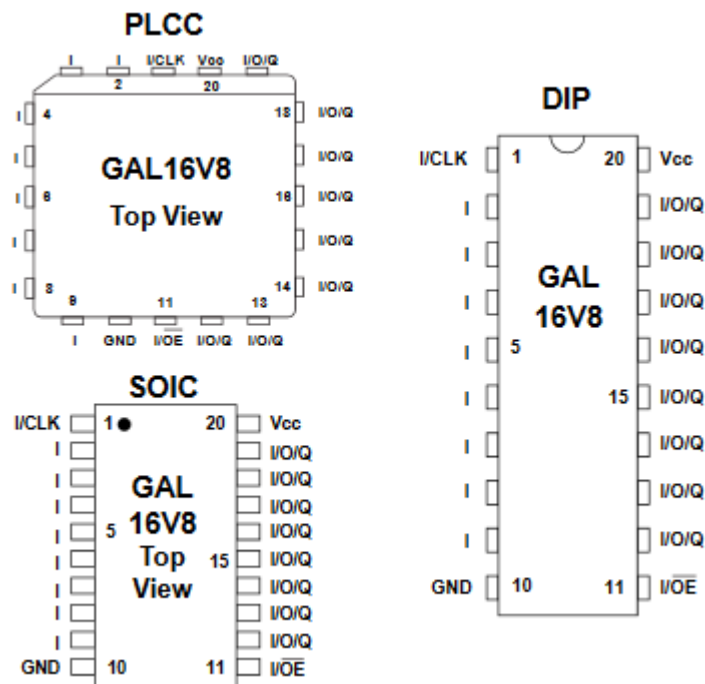 PLCC
I I I/CLK Vcc I/O/Q
2 20
I 4 18 I/O/Q
I I/O/Q
GAL16V8
I 6 16 I/O/Q
Top View
I I/O/Q
I 8 14 I/O/Q
9 11 13
I GND I/OE I/O/Q I/O/Q
SOIC
I/CLK 1 20 Vcc
I I/O/Q
I I/O/Q
GAL
I I/O/Q
16V8
I 5 I/O/Q
Top
I 15 I/O/Q
View
I I/O/Q
I I/O/Q
I I/O/Q
GND 10 11 I/OE
DIP
I/CLK 1 20 Vcc
I I/O/Q
I I/O/Q
GAL
I I/O/Q
16V8
I 5 I/O/Q
I 15 I/O/Q
I I/O/Q
I I/O/Q
I I/O/Q
GND 10 11 I/OE